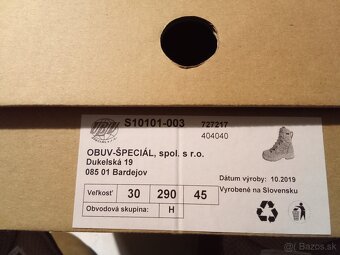 S10101-003
727217
404040
OBUV-ŠPECIÁL, spol. s r.o.
Dukelská 19
085 01 Bardejov
Dátum výroby: 10.2019
Vyrobené na Slovensku
Veľkosť 30 290 45
Obvodová skupina: H
© Bazos.sk